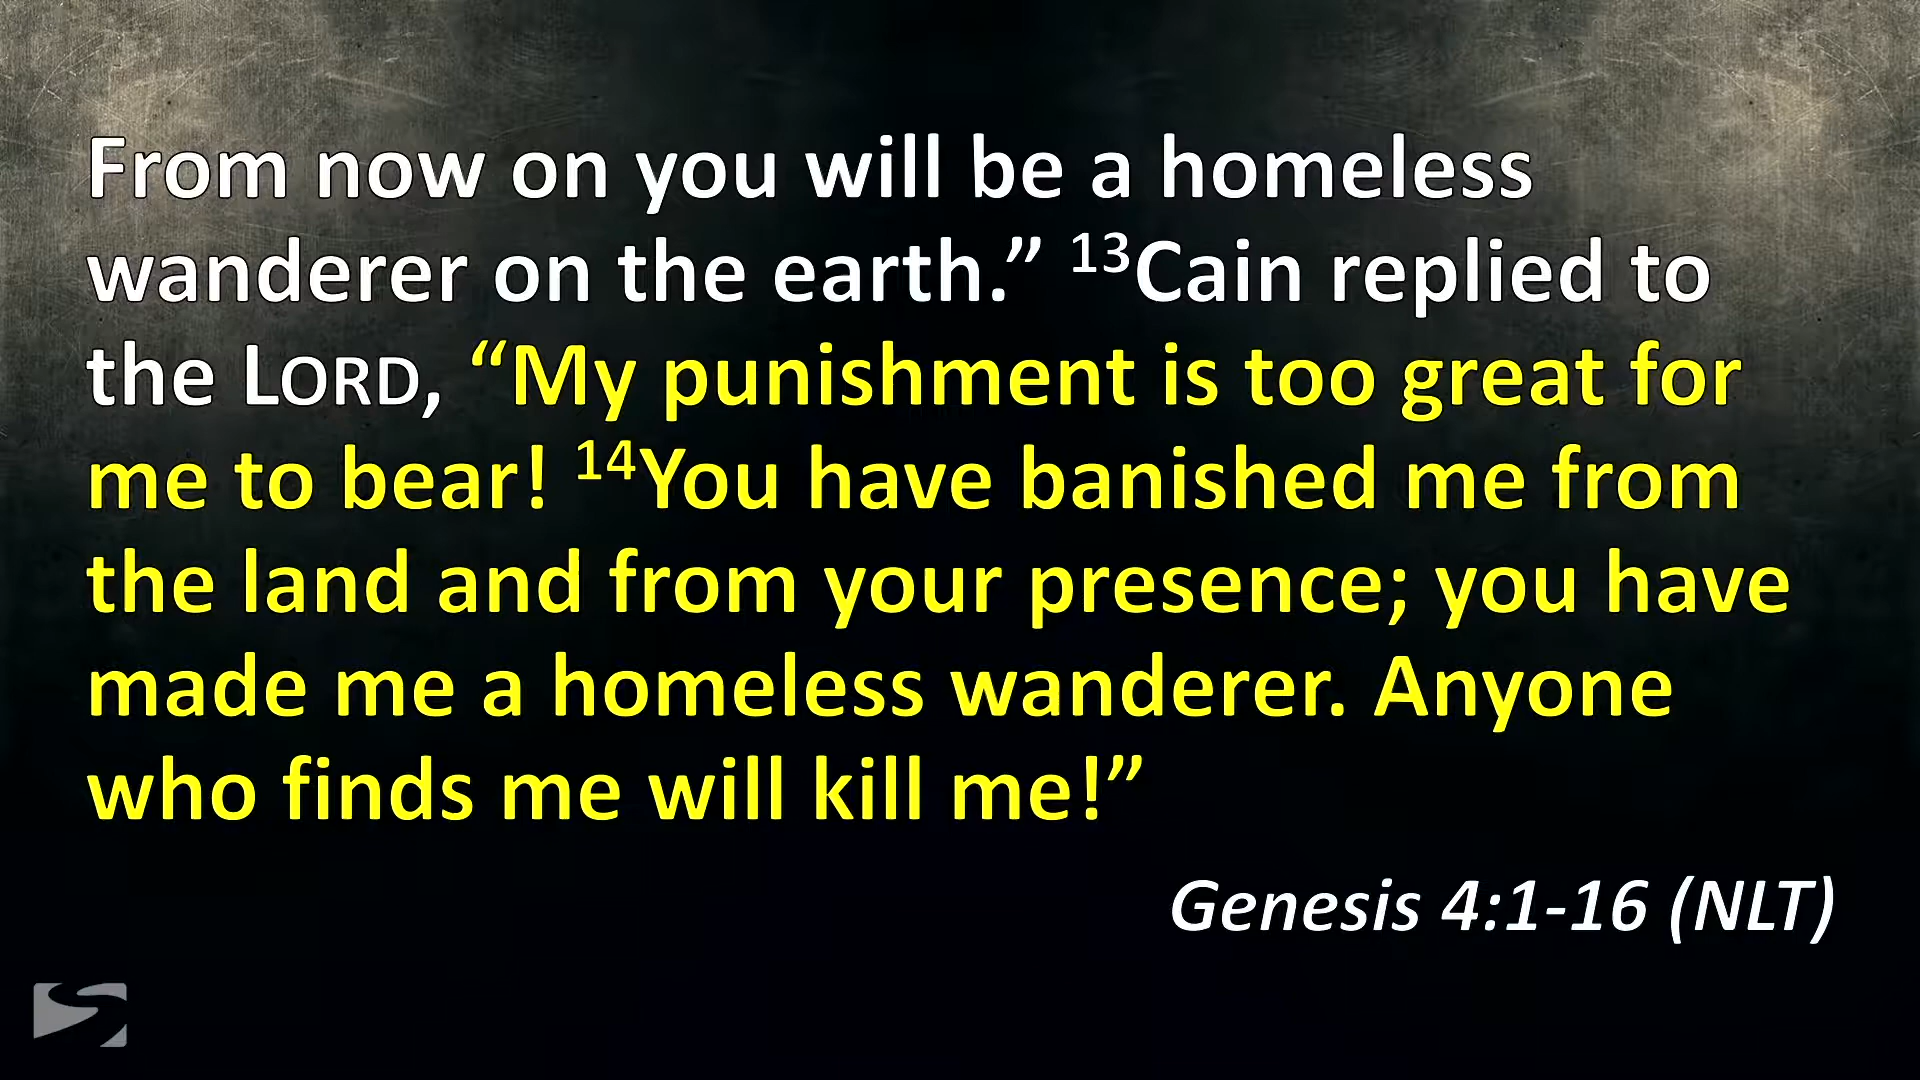 From now on you will be a homeless
wanderer on the earth.” ¹³Cain replied to
the LORD, “My punishment is too great for
me to bear! ¹⁴You have banished me from
the land and from your presence; you have
made me a homeless wanderer. Anyone
who finds me will kill me!”
Genesis 4:1-16 (NLT)